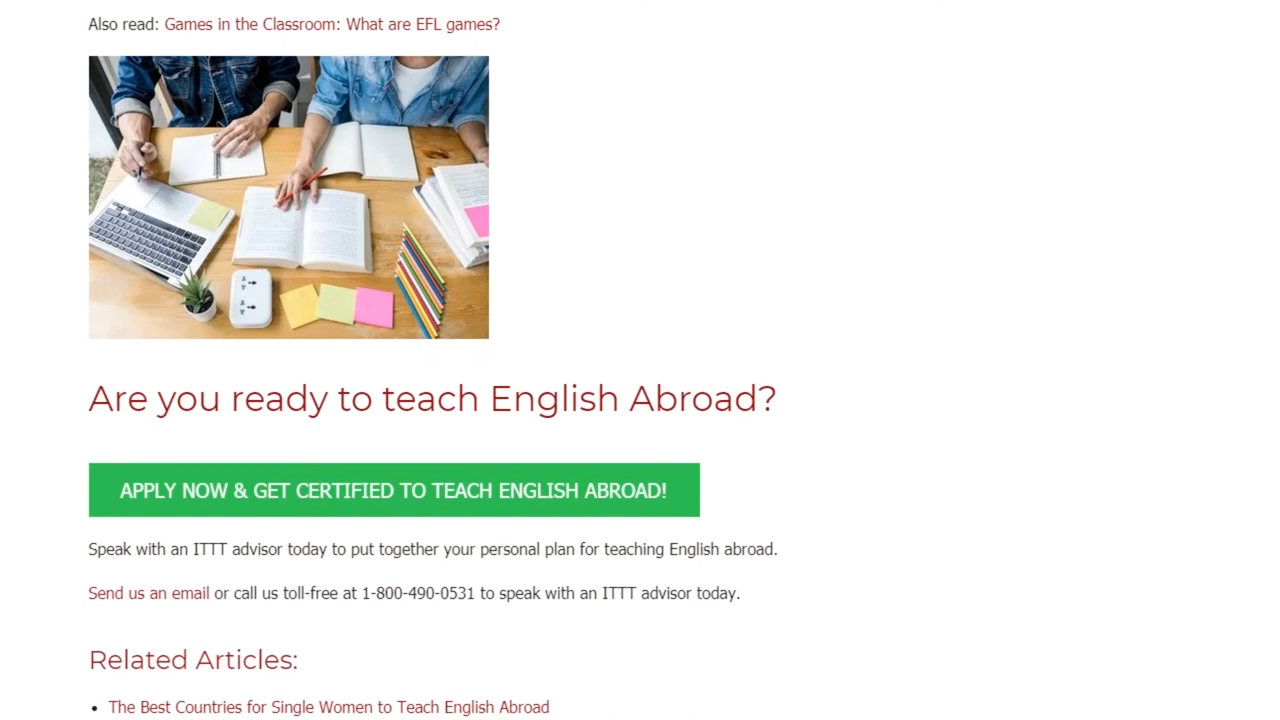 Also read: Games in the Classroom: What are EFL games?
Are you ready to teach English Abroad?
APPLY NOW & GET CERTIFIED TO TEACH ENGLISH ABROAD!
Speak with an ITTT advisor today to put together your personal plan for teaching English abroad.
Send us an email or call us toll-free at 1-800-490-0531 to speak with an ITTT advisor today.
Related Articles:
• The Best Countries for Single Women to Teach English Abroad